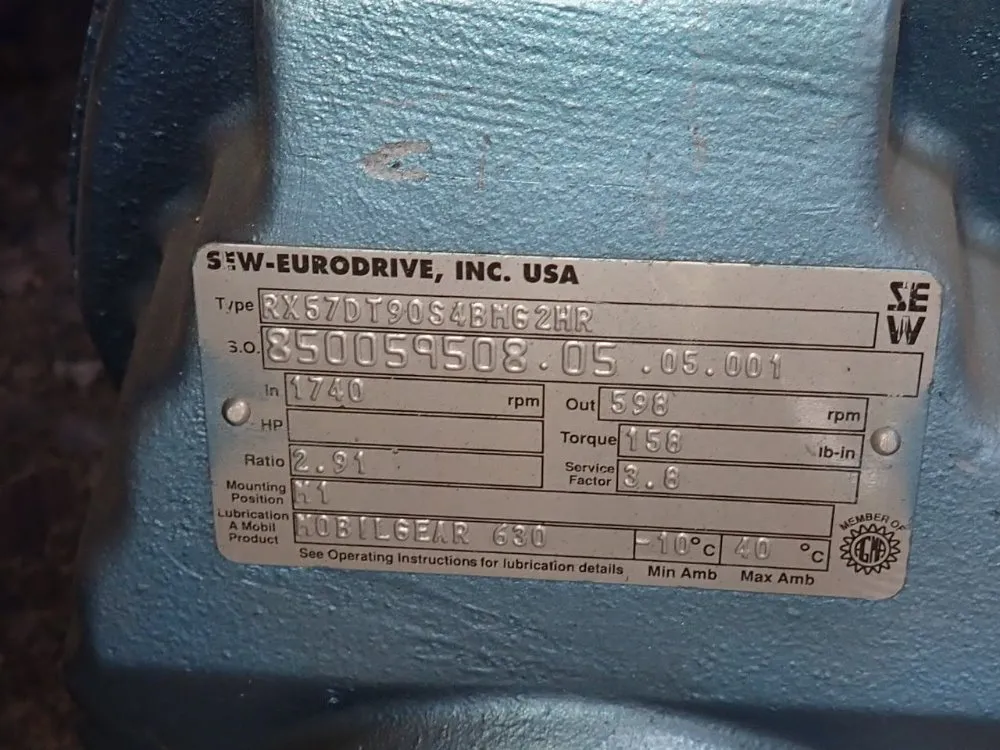 SEW-EURODRIVE, INC. USA
SEW
Type RX57DT90S4BMG2HR
S.O. 850059508.05 .05.001
In 1740 rpm Out 598 rpm
HP Torque 158 lb-in
Ratio 2.91 Service Factor 3.8
Mounting Position M1
Lubrication A Mobil Product MOBILGEAR 630 -10°C 40 °C
See Operating Instructions for lubrication details Min Amb Max Amb
MEMBER OF
AGMA